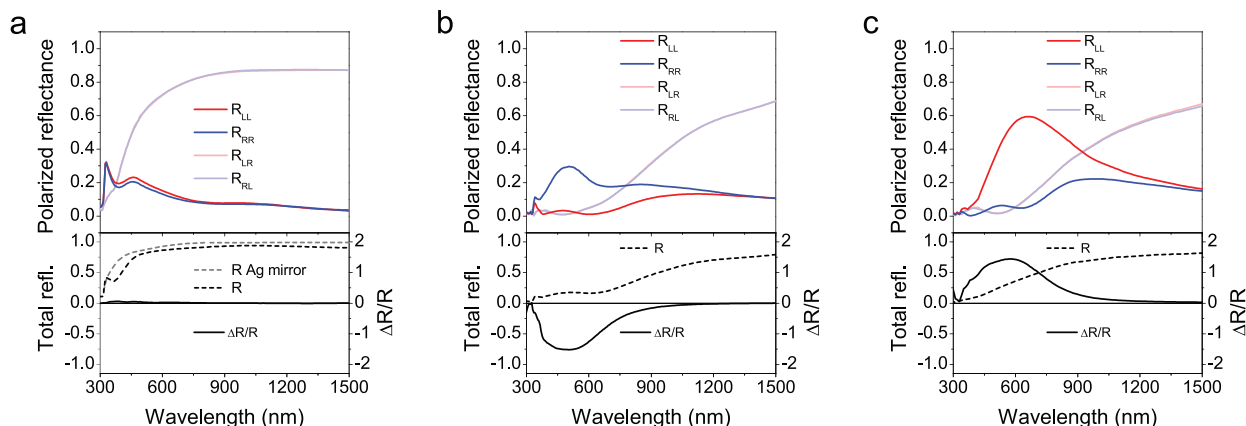 a
Polarized reflectance
1.0
0.8
0.6
0.4
0.2
0.0
R_LL
R_RR
R_LR
R_RL
Total refl.
1.0
0.5
0.0
-0.5
-1.0
R Ag mirror
R
ΔR/R
2
1
0
-1
-2
ΔR/R
300 600 900 1200 1500
Wavelength (nm)
b
Polarized reflectance
1.0
0.8
0.6
0.4
0.2
0.0
R_LL
R_RR
R_LR
R_RL
Total refl.
1.0
0.5
0.0
-0.5
-1.0
R
ΔR/R
2
1
0
-1
-2
ΔR/R
300 600 900 1200 1500
Wavelength (nm)
c
Polarized reflectance
1.0
0.8
0.6
0.4
0.2
0.0
R_LL
R_RR
R_LR
R_RL
Total refl.
1.0
0.5
0.0
-0.5
-1.0
R
ΔR/R
2
1
0
-1
-2
ΔR/R
300 600 900 1200 1500
Wavelength (nm)